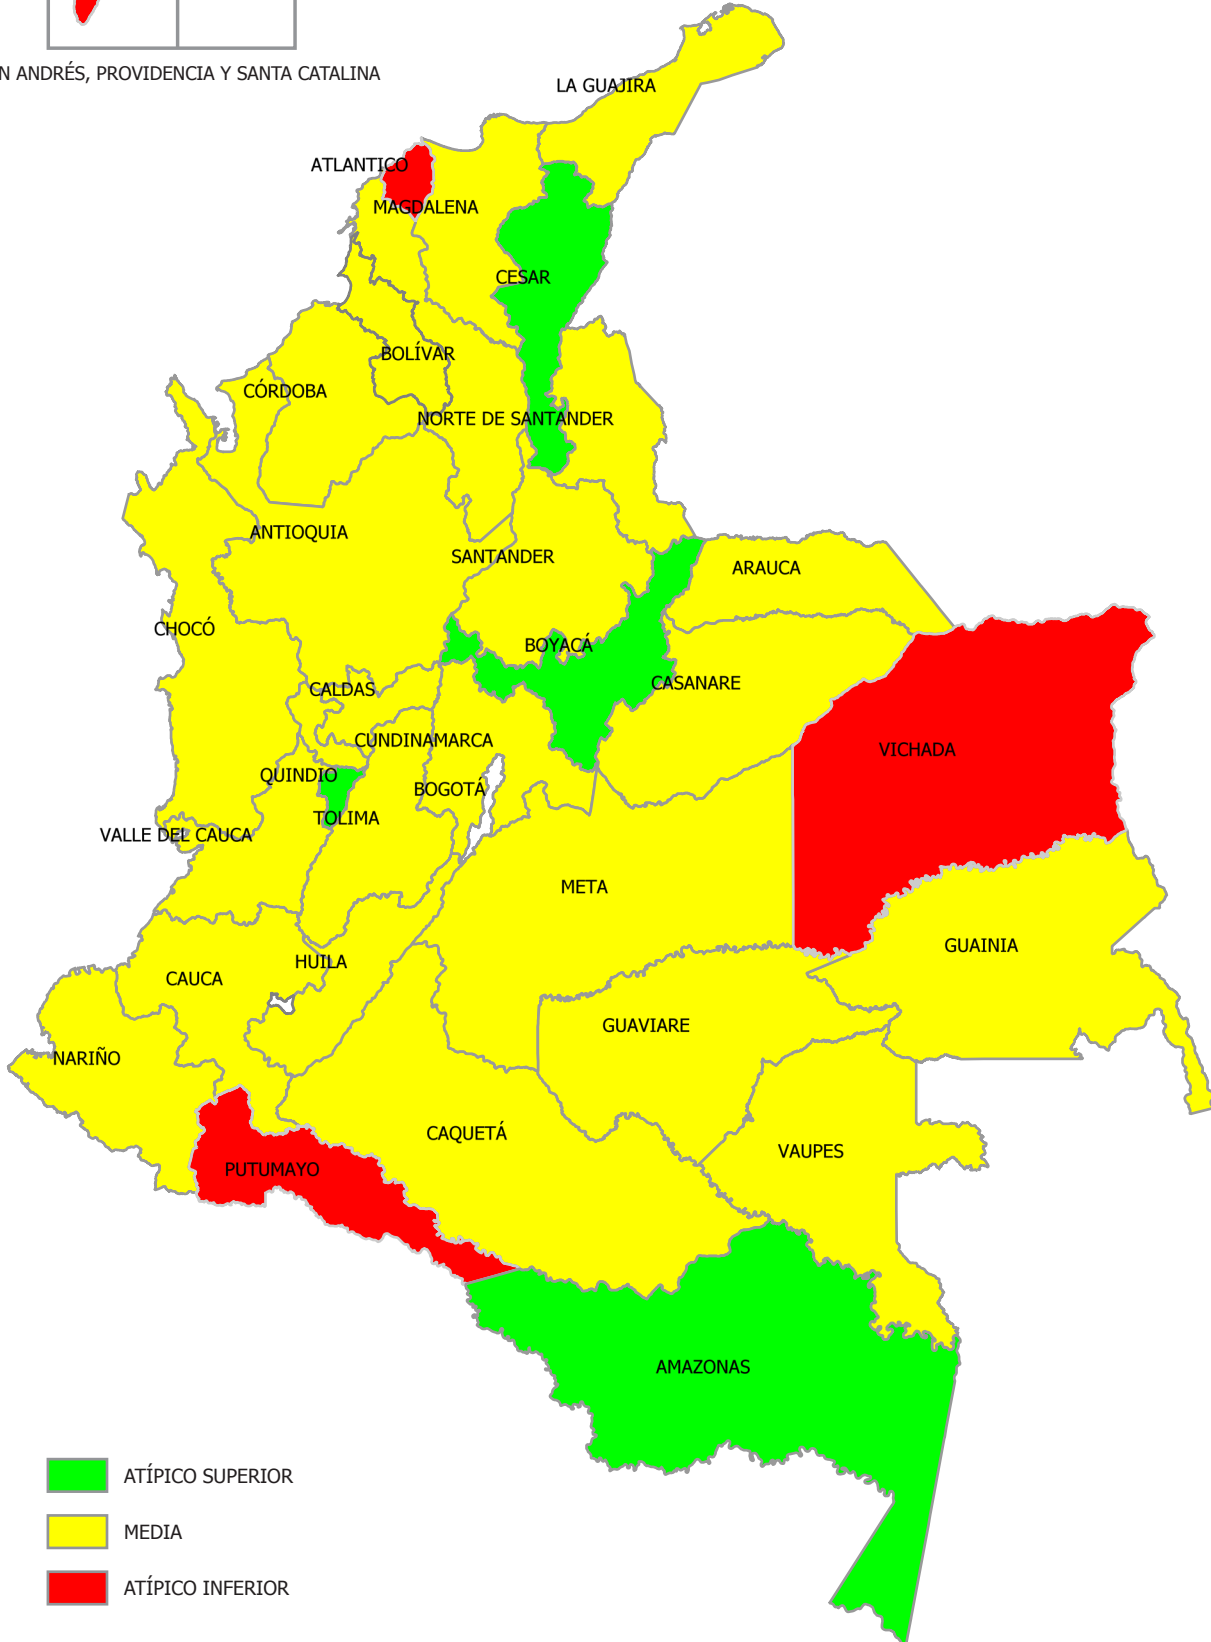 N ANDRÉS, PROVIDENCIA Y SANTA CATALINA
LA GUAJIRA
ATLANTICO
MAGDALENA
CESAR
BOLÍVAR
CÓRDOBA
NORTE DE SANTANDER
ANTIOQUIA
SANTANDER
ARAUCA
CHOCÓ
BOYACÁ
CALDAS
CASANARE
CUNDINAMARCA
VICHADA
QUINDIO
BOGOTÁ
TOLIMA
VALLE DEL CAUCA
META
GUAINIA
HUILA
CAUCA
GUAVIARE
NARIÑO
CAQUETÁ
VAUPES
PUTUMAYO
AMAZONAS
ATÍPICO SUPERIOR
MEDIA
ATÍPICO INFERIOR